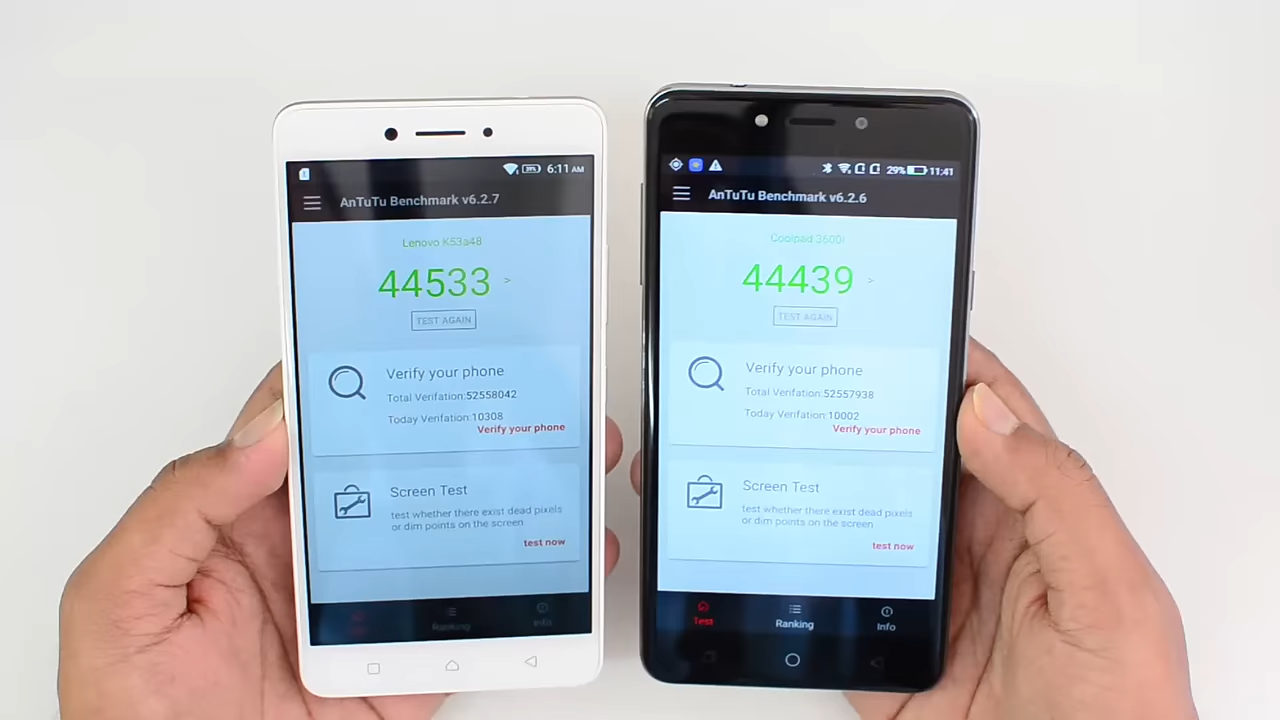 6:11 AM
AnTuTu Benchmark v6.2.7
Lenovo K53a48
44533 >
TEST AGAIN
Verify your phone
Total Verifation:52558042
Today Verifation:10308
Verify your phone
Screen Test
test whether there exist dead pixels
or dim points on the screen
test now
Ranking
Info
29% 11:41
AnTuTu Benchmark v6.2.6
Coolpad 3600I
44439 >
TEST AGAIN
Verify your phone
Total Verifation:52557938
Today Verifation:10002
Verify your phone
Screen Test
test whether there exist dead pixels
or dim points on the screen
test now
Test
Ranking
Info